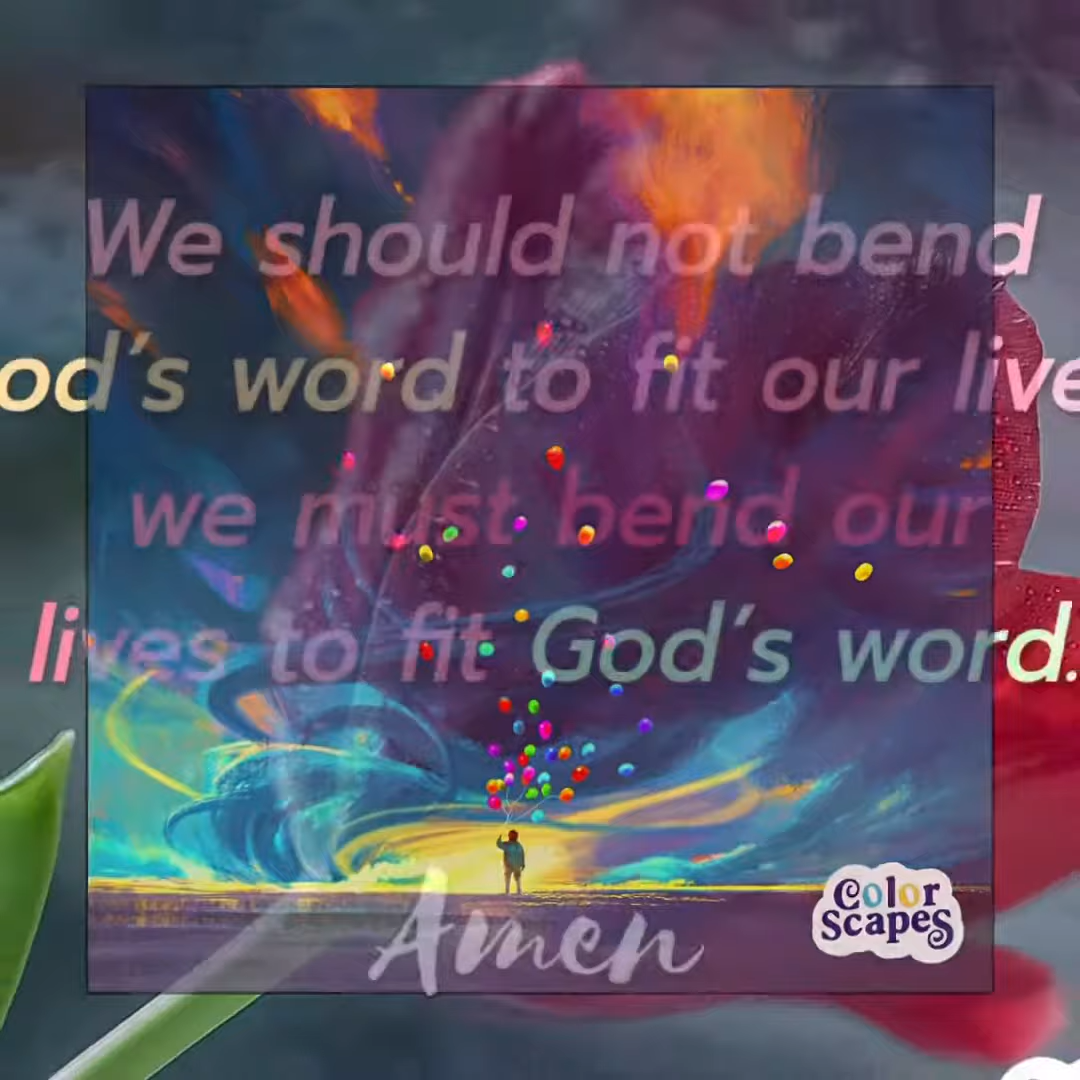 We should not bend
od's word to fit our live
we must bend our
lives to fit God's word.
Amen
Color
Scapes